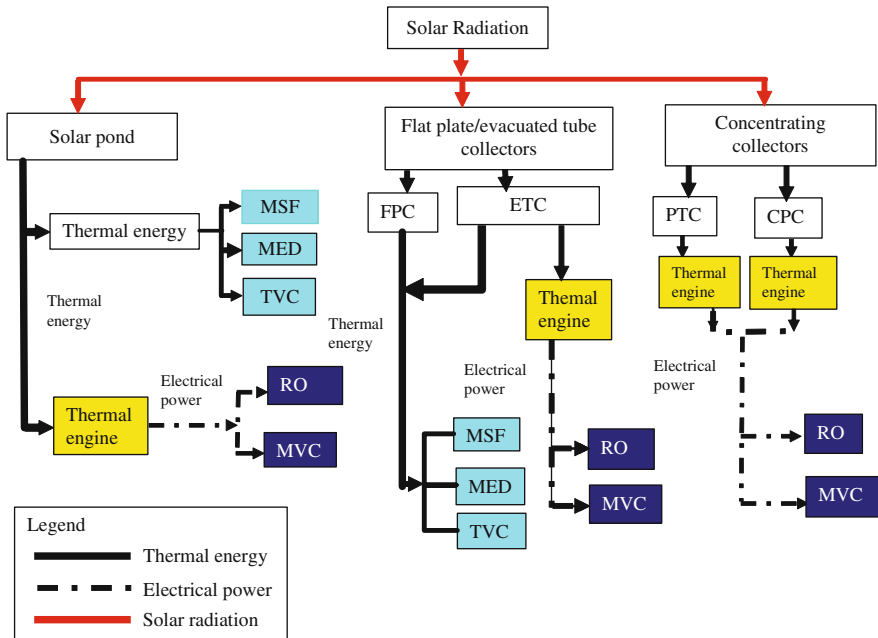 Solar Radiation
Solar pond
Flat plate/evacuated tube
collectors
Concentrating
collectors
FPC
ETC
PTC
CPC
Thermal energy
MSF
MED
TVC
Thermal
energy
Thermal
energy
Themal
engine
Thermal
engine
Thermal
engine
Electrical
power
Electrical
power
Electrical
power
Thermal
engine
RO
MVC
MSF
MED
TVC
RO
MVC
RO
MVC
Legend
Thermal energy
Electrical power
Solar radiation